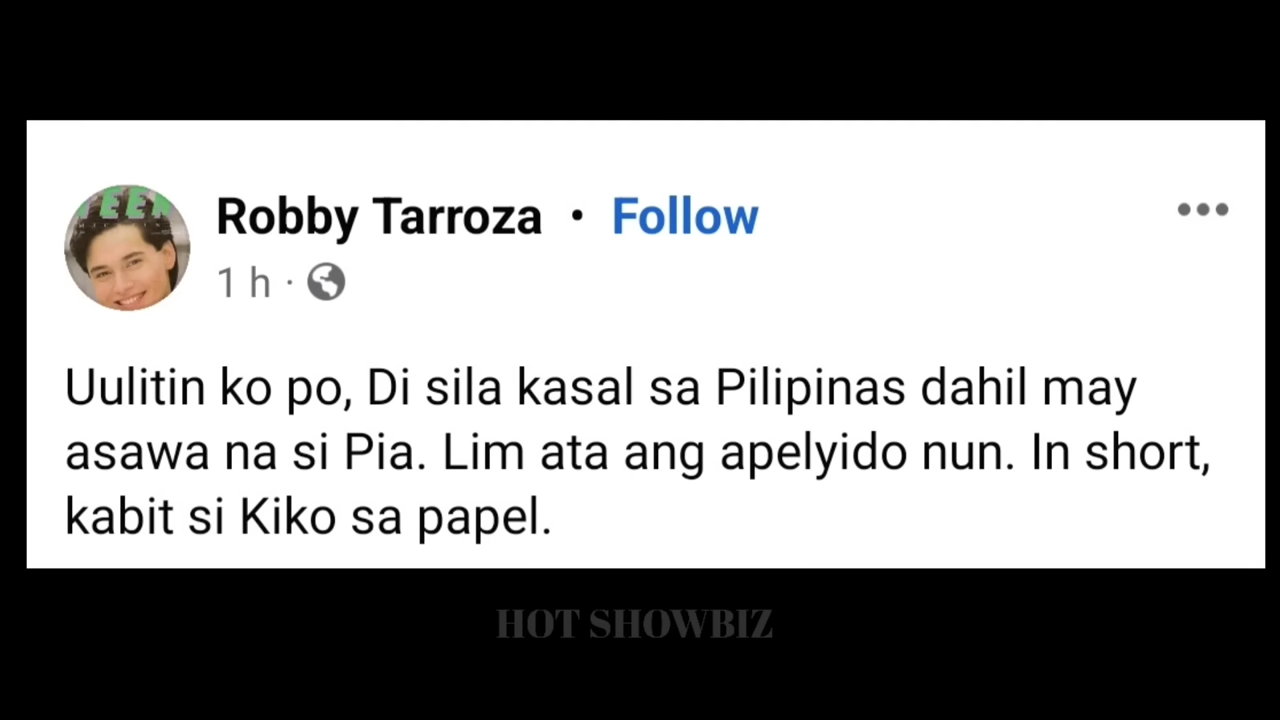 TEEN
Robby Tarroza • Follow
1 h ·
Uulitin ko po, Di sila kasal sa Pilipinas dahil may
asawa na si Pia. Lim ata ang apelyido nun. In short,
kabit si Kiko sa papel.
HOT SHOWBIZ